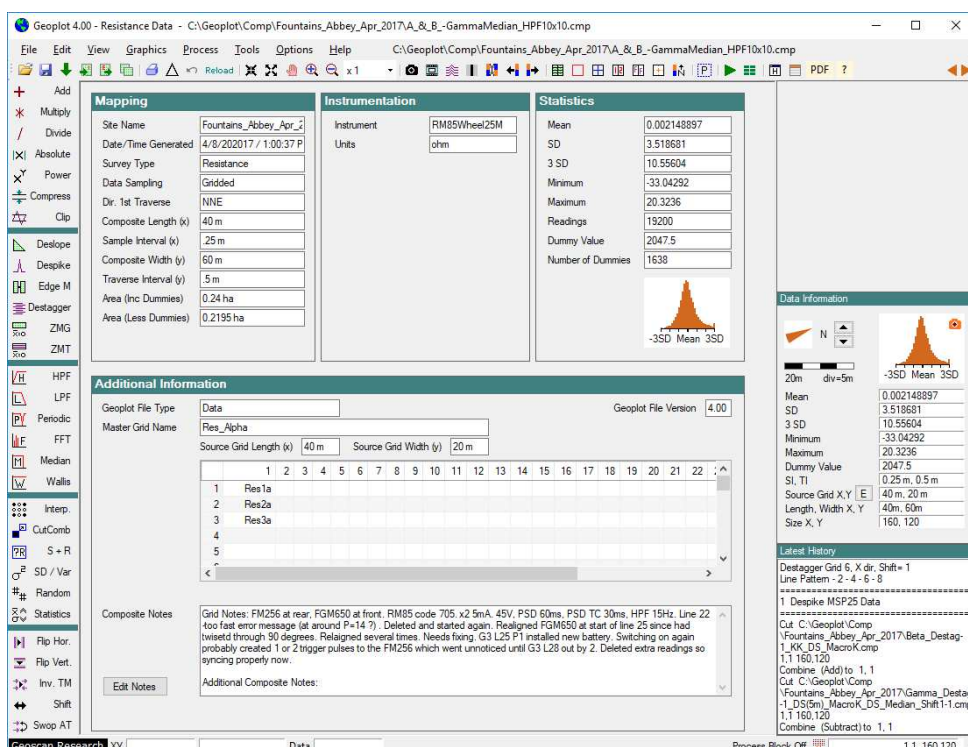 Geoplot 4.00 - Resistance Data - C:\Geoplot\Comp\Fountains_Abbey_Apr_2017\A_&_B_-GammaMedian_HPF10x10.cmp
File Edit View Graphics Process Tools Options Help C:\Geoplot\Comp\Fountains_Abbey_Apr_2017\A_&_B_-GammaMedian_HPF10x10.cmp
Reload x 1 PDF ?
Add
Multiply
Divide
Absolute
Power
Compress
Clip
Deslope
Despike
Edge M
Destagger
ZMG
ZMT
HPF
LPF
Periodic
FFT
Median
Wallis
Interp.
CutComb
S + R
SD / Var
Random
Statistics
Flip Hor.
Flip Vert.
Inv. TM
Shift
Swop AT
Mapping
Site Name Fountains_Abbey_Apr_2
Date/Time Generated 4/8/202017 / 1:00:37 P
Survey Type Resistance
Data Sampling Gridded
Dir. 1st Traverse NNE
Composite Length (x) 40 m
Sample Interval (x) .25 m
Composite Width (y) 60 m
Traverse Interval (y) .5 m
Area (Inc Dummies) 0.24 ha
Area (Less Dummies) 0.2195 ha
Instrumentation
Instrument RM85Wheel25M
Units ohm
Statistics
Mean 0.002148897
SD 3.518681
3 SD 10.55604
Minimum -33.04292
Maximum 20.3236
Readings 19200
Dummy Value 2047.5
Number of Dummies 1638
-3SD Mean 3SD
Additional Information
Geoplot File Type Data Geoplot File Version 4.00
Master Grid Name Res_Alpha
Source Grid Length (x) 40 m Source Grid Width (y) 20 m
1 2 3 4 5 6 7 8 9 10 11 12 13 14 15 16 17 18 19 20 21 22
1 Res1a
2 Res2a
3 Res3a
4
5
Composite Notes
Grid Notes: FM256 at rear, FGM650 at front. RM85 code 705. x2 5mA. 45V, PSD 60ms, PSD TC 30ms, HPF 15Hz. Line 22
-too fast error message (at around P=14 ?) . Deleted and started again. Realigned FGM650 at start of line 25 since had
twisetd through 90 degrees. Relaigned several times. Needs fixing. G3 L25 P1 installed new battery. Switching on again
probably created 1 or 2 trigger pulses to the FM256 which went unnoticed until G3 L28 out by 2. Deleted extra readings so
syncing properly now.
Additional Composite Notes:
Edit Notes
Data Information
N
20m div=5m
-3SD Mean 3SD
Mean 0.002148897
SD 3.518681
3 SD 10.55604
Minimum -33.04292
Maximum 20.3236
Dummy Value 2047.5
SI, TI 0.25 m, 0.5 m
Source Grid X,Y E 40 m, 20 m
Length, Width X, Y 40m, 60m
Size X, Y 160, 120
Latest History
Destagger Grid 6, X dir, Shift= 1
Line Pattern - 2 - 4 - 6 - 8
1 Despike MSP25 Data
Cut C:\Geoplot\Comp
\Fountains_Abbey_Apr_2017\Beta_Destag-
1_KK_DS_MacroK.cmp
1,1 160,120
Combine (Add) to 1, 1
Cut C:\Geoplot\Comp
\Fountains_Abbey_Apr_2017\Gamma_Destag
-1_DS(5m)_MacroK_DS_Median_Shift1-1.cmp
1,1 160,120
Combine (Subtract) to 1, 1
Geoscan Research XY Data Process Block Off 1,1 160,120